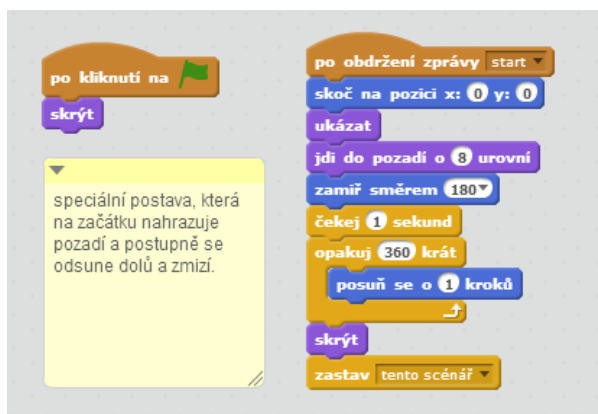 po kliknutí na
skrýt
speciální postava, která
na začátku nahrazuje
pozadí a postupně se
odsune dolů a zmizí.
po obdržení zprávy start
skoč na pozici x: 0 y: 0
ukázat
jdi do pozadí o 8 urovní
zamiř směrem 180
čekej 1 sekund
opakuj 360 krát
posuň se o 1 kroků
skrýt
zastav tento scénář